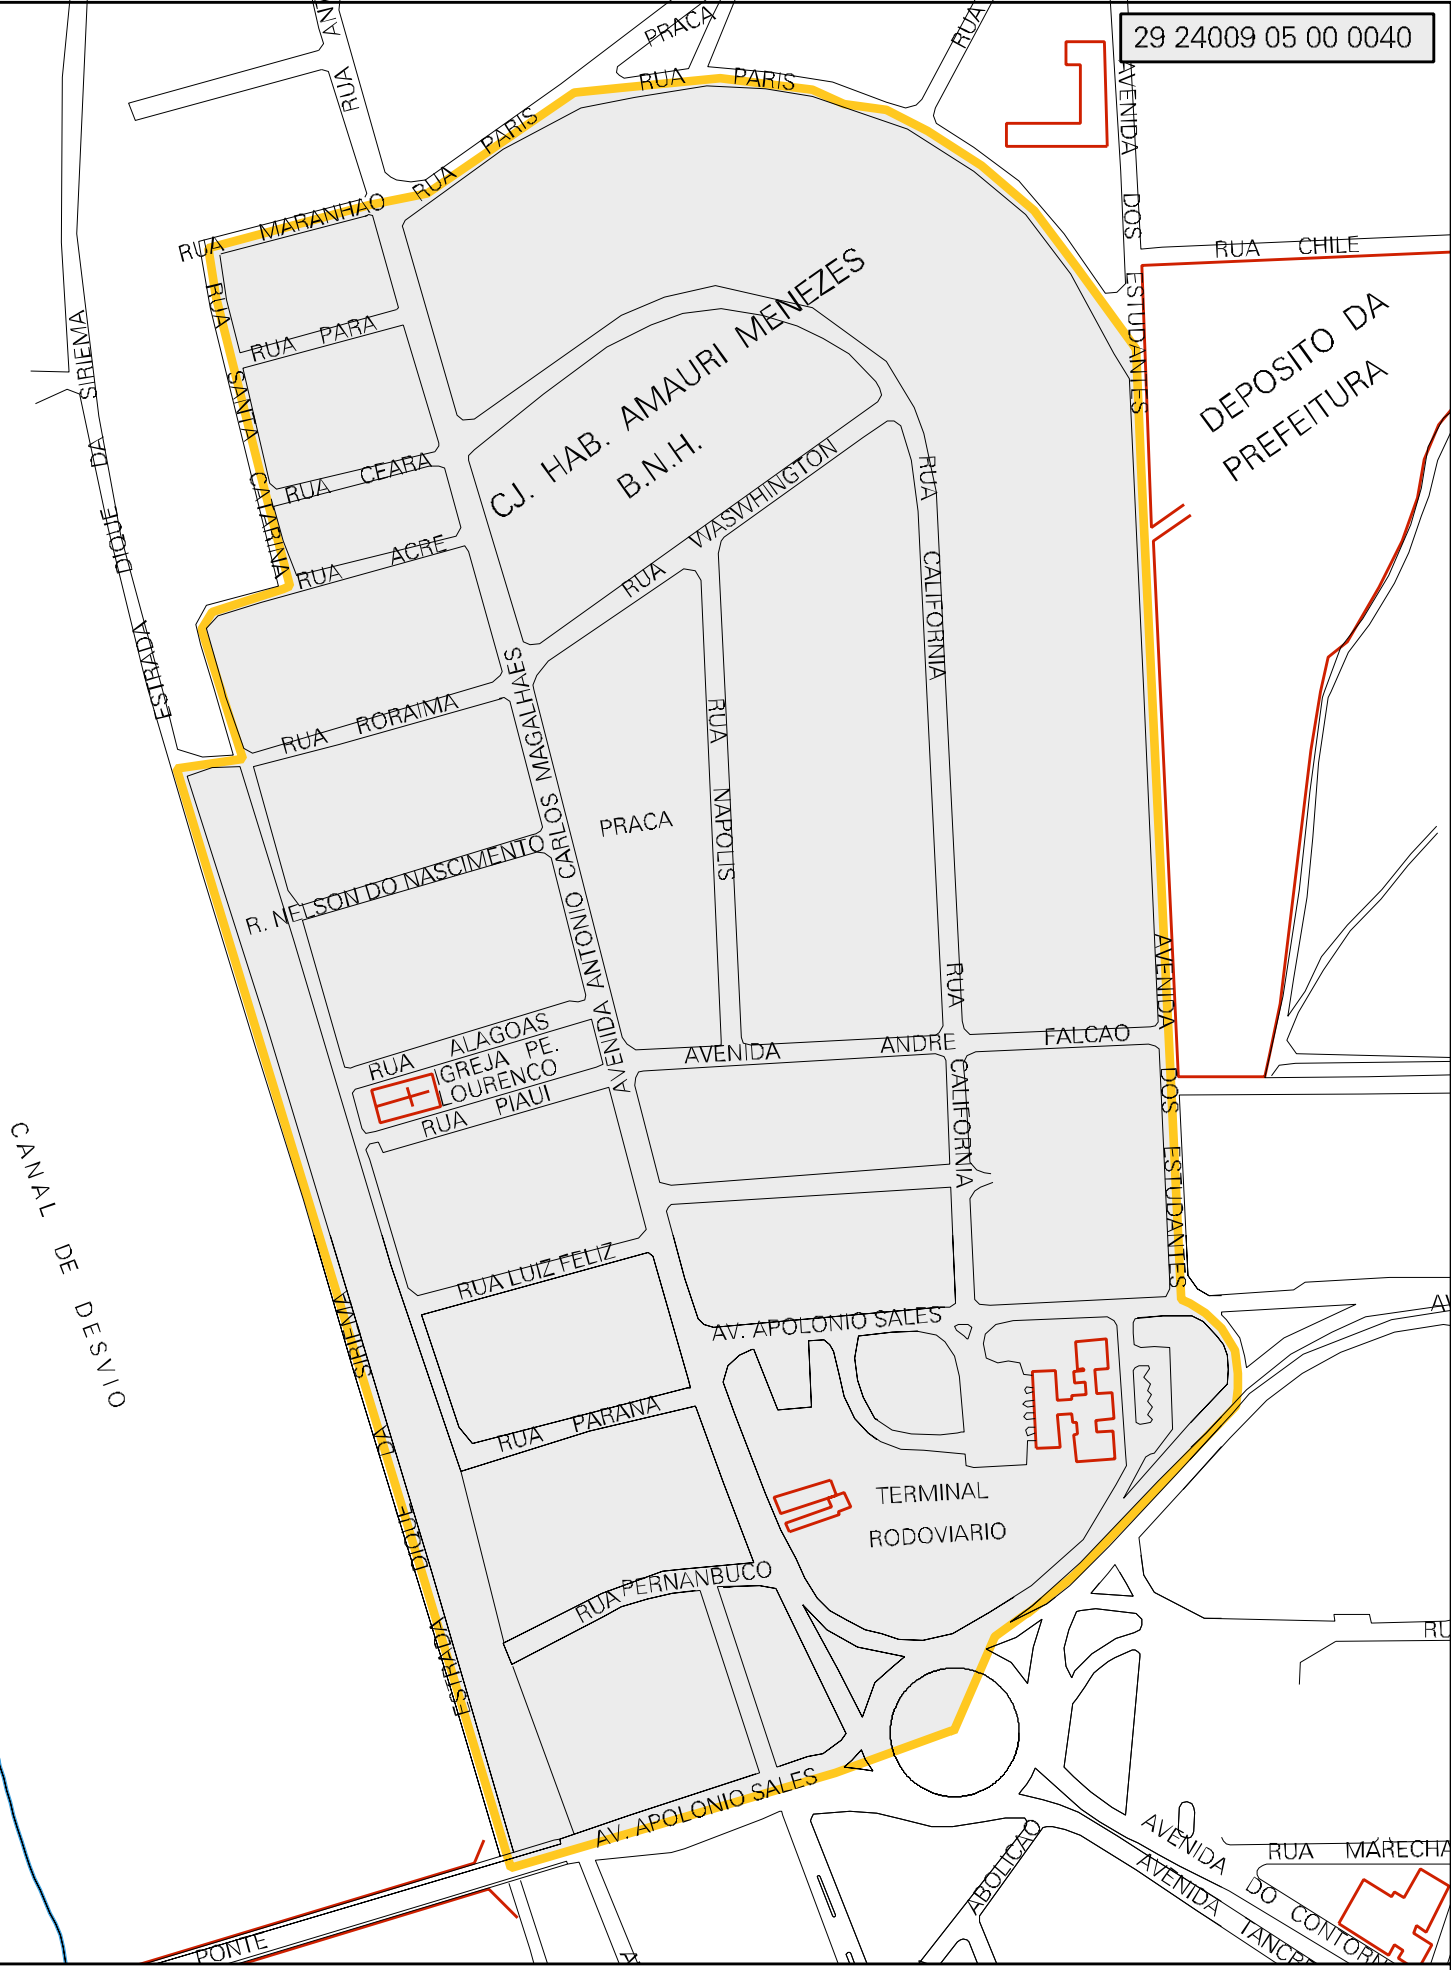 29 24009 05 00 0040
PRACA
RUA
RUA
RUA PARIS
RUA PARIS
AVENIDA DOS ESTUDANTES
RUA MARANHAO
RUA CHILE
RUA SANTA CATARINA
RUA PARA
CJ. HAB. AMAURI MENEZES
B.N.H.
DEPOSITO DA
PREFEITURA
ESTRADA DIQUE DA SIRIEMA
RUA CEARA
RUA ACRE
RUA WASWHINGTON
RUA CALIFORNIA
RUA RORAIMA
RUA NAPOLIS
PRACA
AVENIDA ANTONIO CARLOS MAGALHAES
R. NELSON DO NASCIMENTO
AVENIDA DOS ESTUDANTES
RUA CALIFORNIA
AVENIDA ANDRE FALCAO
RUA ALAGOAS
IGREJA PE.
LOURENCO
RUA PIAUI
CANAL DE DESVIO
RUA LUIZ FELIZ
AV. APOLONIO SALES
ESTRADA DIQUE DA SIRIEMA
RUA PARANA
TERMINAL
RODOVIARIO
RUA PERNANBUCO
AV. APOLONIO SALES
ABOLICAO
AVENIDA DO CONTORN
AVENIDA TANCRE
RUA MARECHA
PONTE